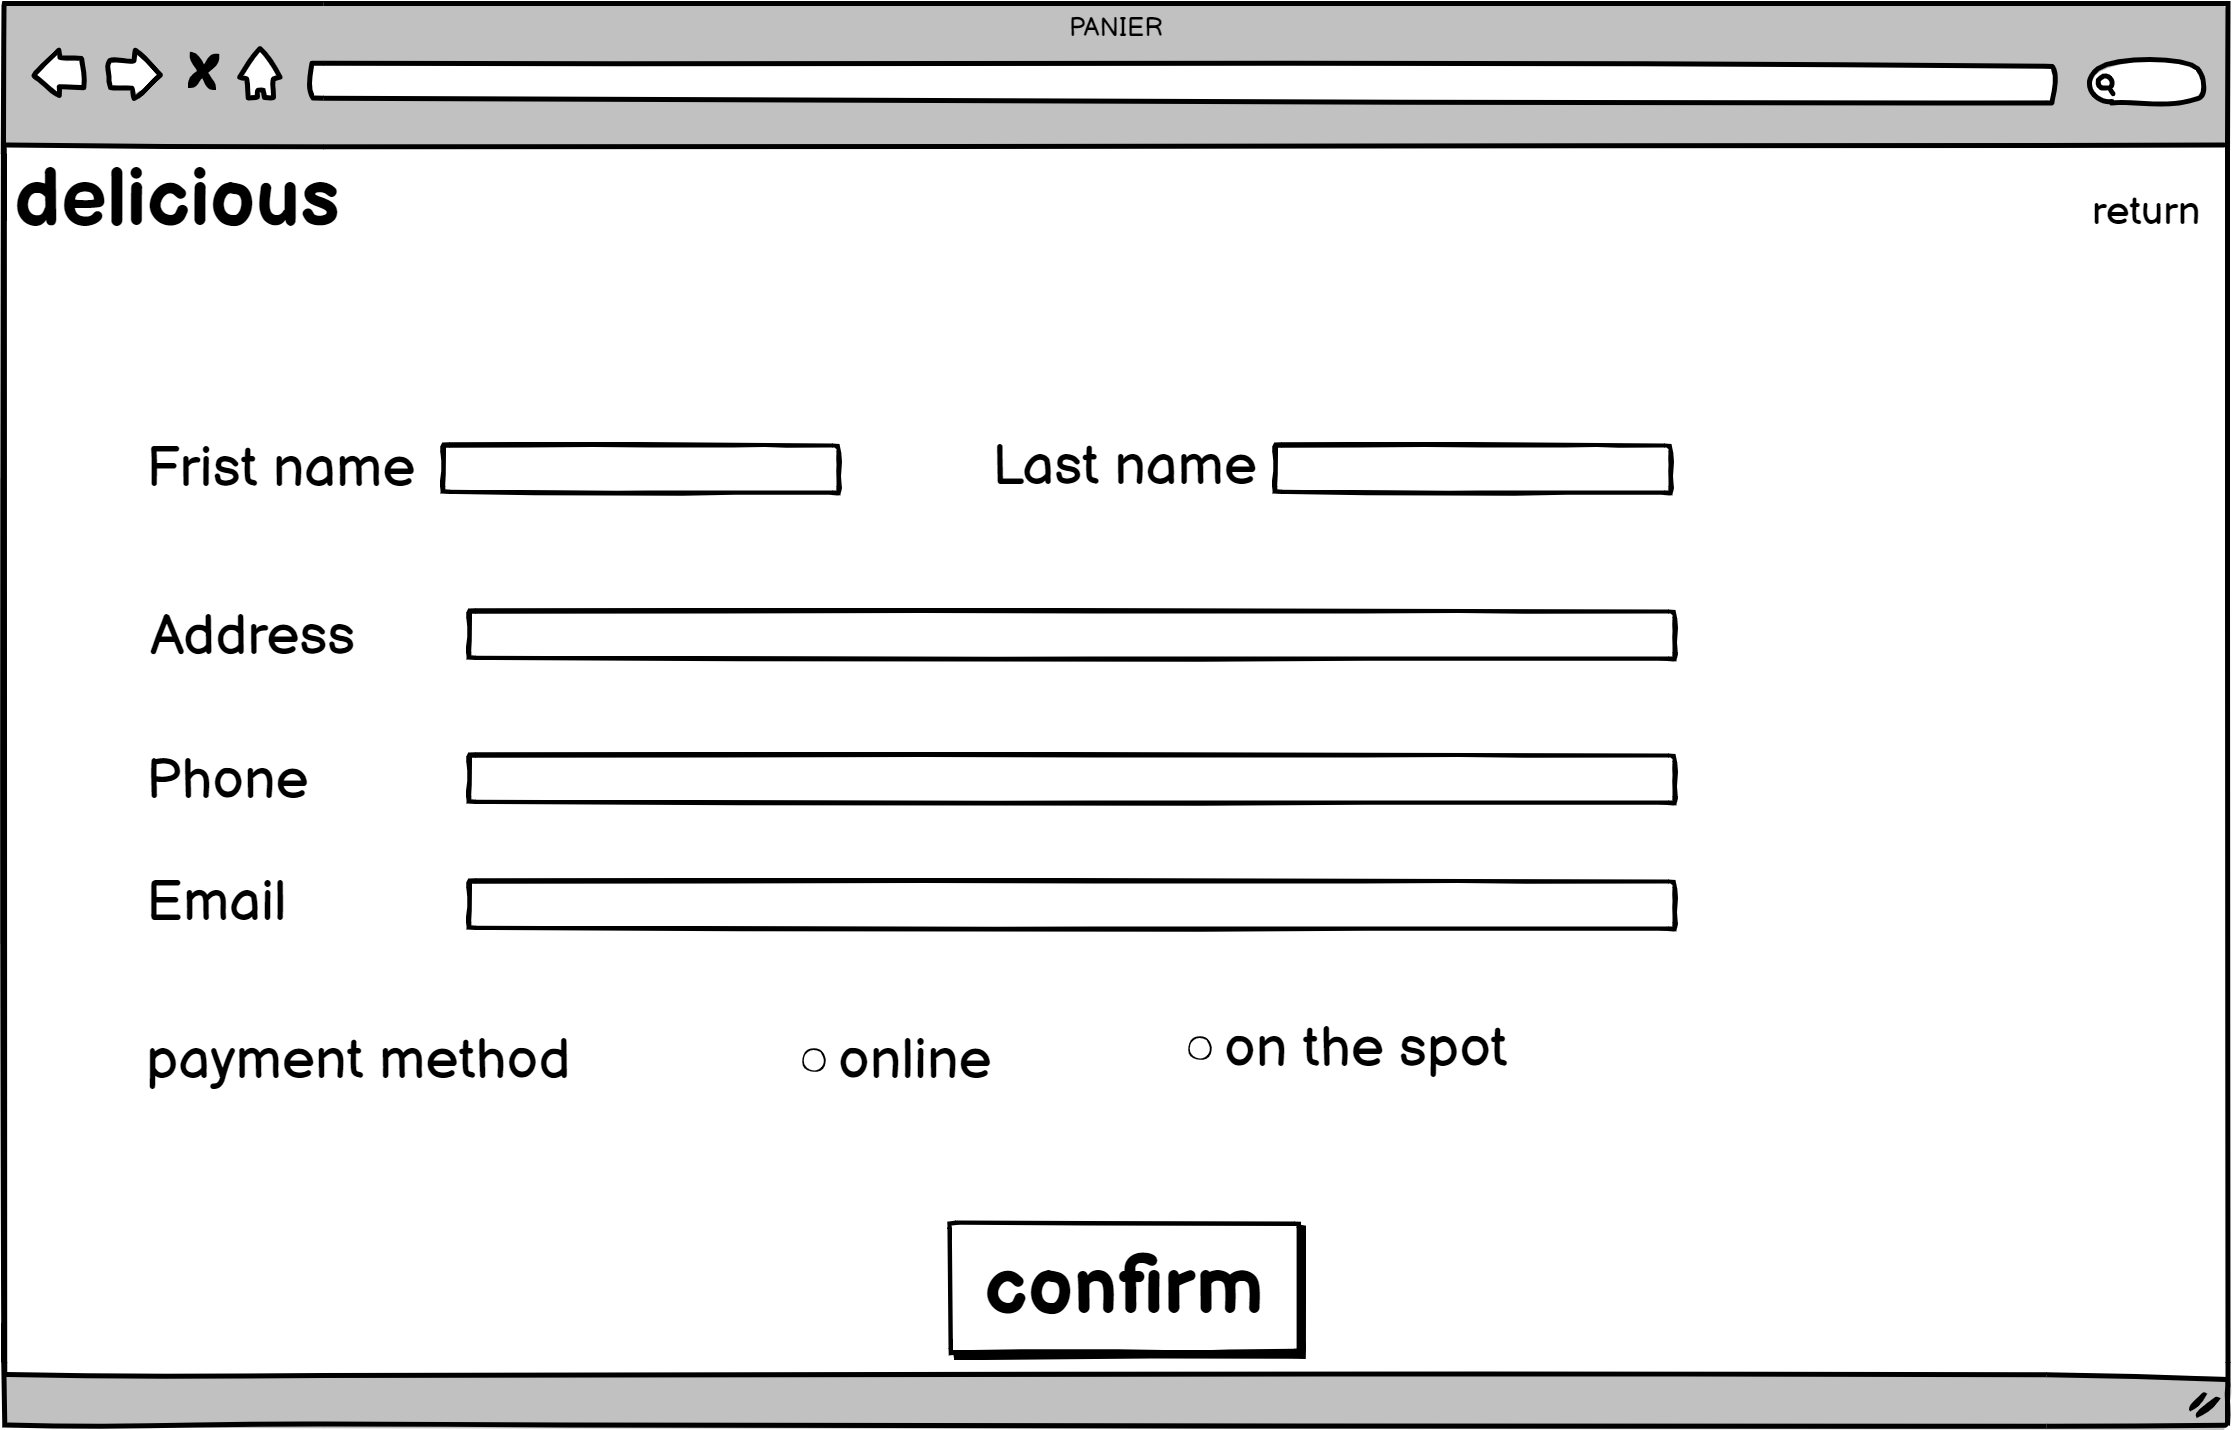 PANIER
delicious
return
Frist name
Last name
Address
Phone
Email
payment method
online
on the spot
confirm